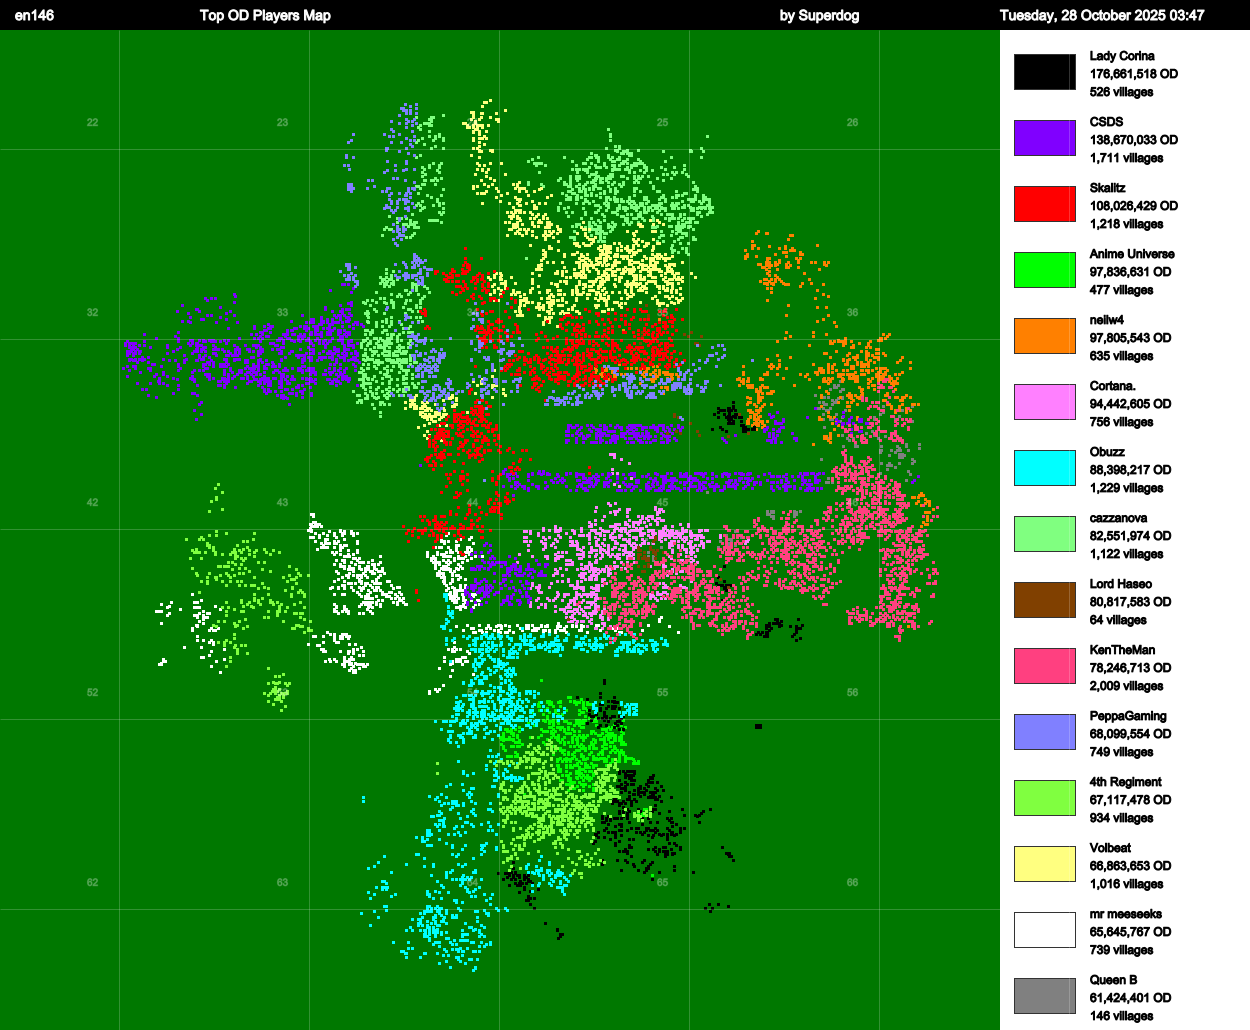 en146 Top OD Players Map by Superdog Tuesday, 28 October 2025 03:47
Lady Corina
176,661,518 OD
526 villages
CSDS
138,670,033 OD
1,711 villages
Skalitz
108,026,429 OD
1,218 villages
Anime Universe
97,836,631 OD
477 villages
neilw4
97,805,543 OD
635 villages
Cortana.
94,442,605 OD
756 villages
Obuzz
88,398,217 OD
1,229 villages
cazzanova
82,551,974 OD
1,122 villages
Lord Haseo
80,817,583 OD
64 villages
KenTheMan
78,246,713 OD
2,009 villages
PeppaGaming
68,099,554 OD
749 villages
4th Regiment
67,117,478 OD
934 villages
Volbeat
66,863,653 OD
1,016 villages
mr meeseeks
65,645,767 OD
739 villages
Queen B
61,424,401 OD
146 villages
22 23 25 26
32 33 34 35 36
42 43 44 45
52 53 55 56
62 63 64 65 66